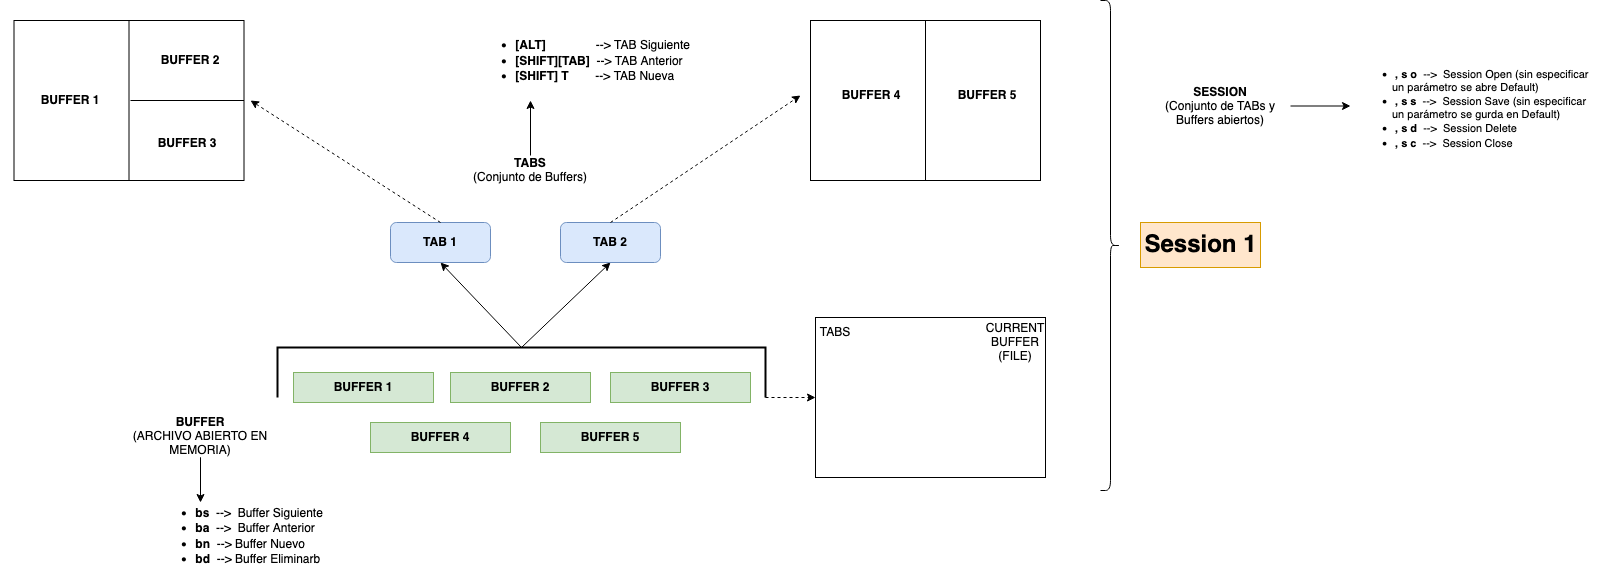 BUFFER 1
BUFFER 2
BUFFER 3
[ALT] --> TAB Siguiente
[SHIFT][TAB] --> TAB Anterior
[SHIFT] T --> TAB Nueva
TABS
(Conjunto de Buffers)
BUFFER 4
BUFFER 5
SESSION
(Conjunto de TABs y
Buffers abiertos)
, s o --> Session Open (sin especificar
un parámetro se abre Default)
, s s --> Session Save (sin especificar
un parámetro se gurda en Default)
, s d --> Session Delete
, s c --> Session Close
TAB 1
TAB 2
Session 1
TABS
CURRENT
BUFFER
(FILE)
BUFFER 1
BUFFER 2
BUFFER 3
BUFFER 4
BUFFER 5
BUFFER
(ARCHIVO ABIERTO EN
MEMORIA)
bs --> Buffer Siguiente
ba --> Buffer Anterior
bn --> Buffer Nuevo
bd --> Buffer Eliminarb